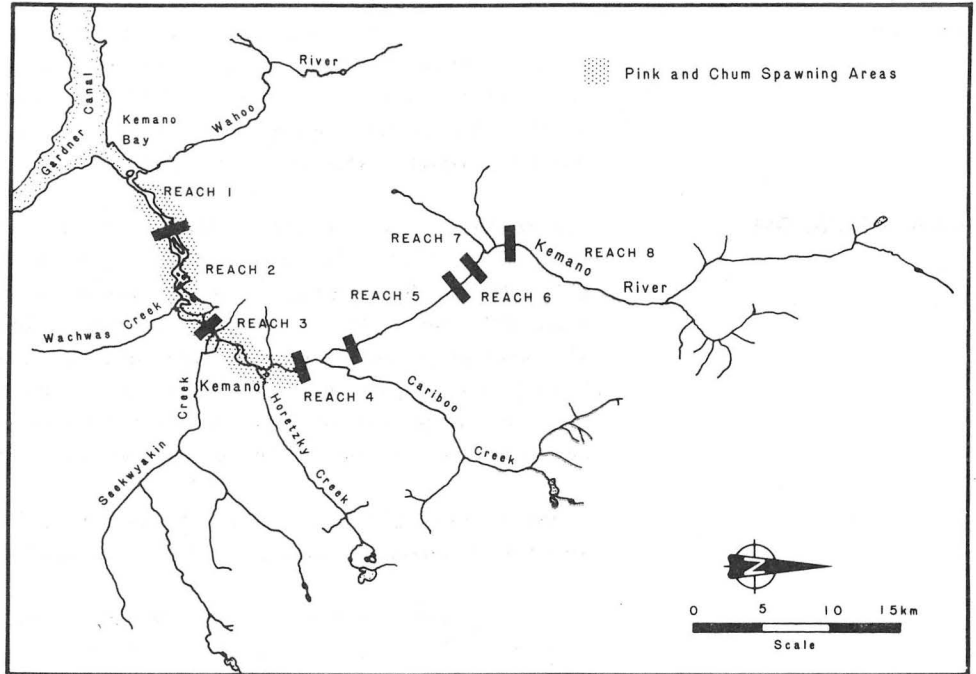 River
Pink and Chum Spawning Areas
Gardner Canal
Kemano
Bay
Wahoo
REACH 1
REACH 7
Kemano
REACH 8
REACH 2
River
REACH 5
REACH 6
Wachwas Creek
REACH 3
Kemano
REACH 4
Cariboo
Creek
Seekwyakin
Creek
Horetzky
Creek
N
0 5 10 15km
Scale